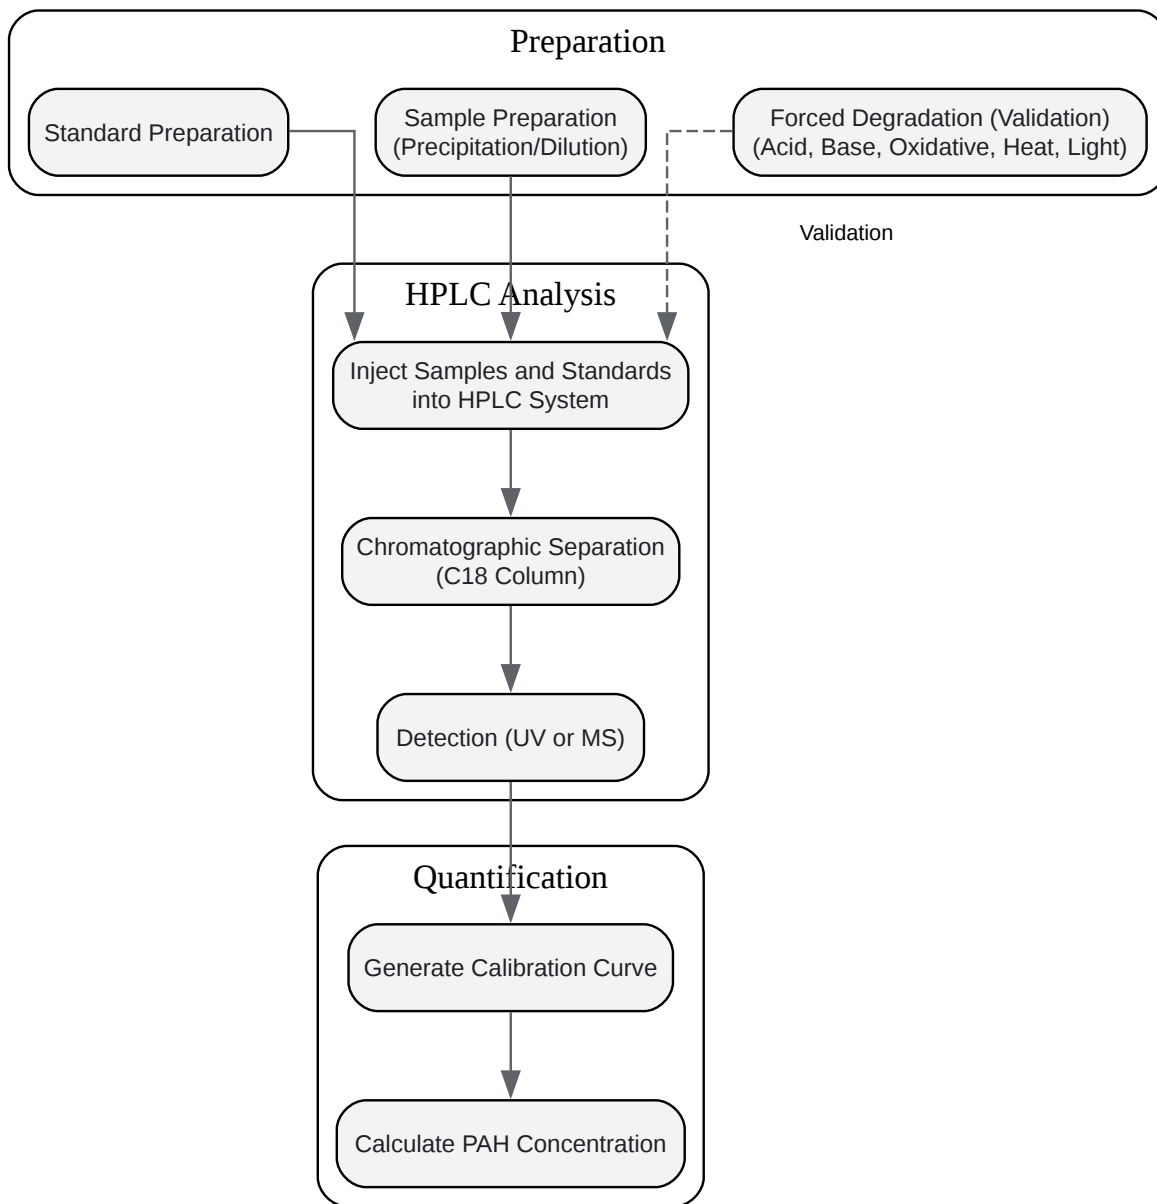 Preparation
Standard Preparation
Sample Preparation
(Precipitation/Dilution)
Forced Degradation (Validation)
(Acid, Base, Oxidative, Heat, Light)
Validation
HPLC Analysis
Inject Samples and Standards
into HPLC System
Chromatographic Separation
(C18 Column)
Detection (UV or MS)
Quantification
Generate Calibration Curve
Calculate PAH Concentration